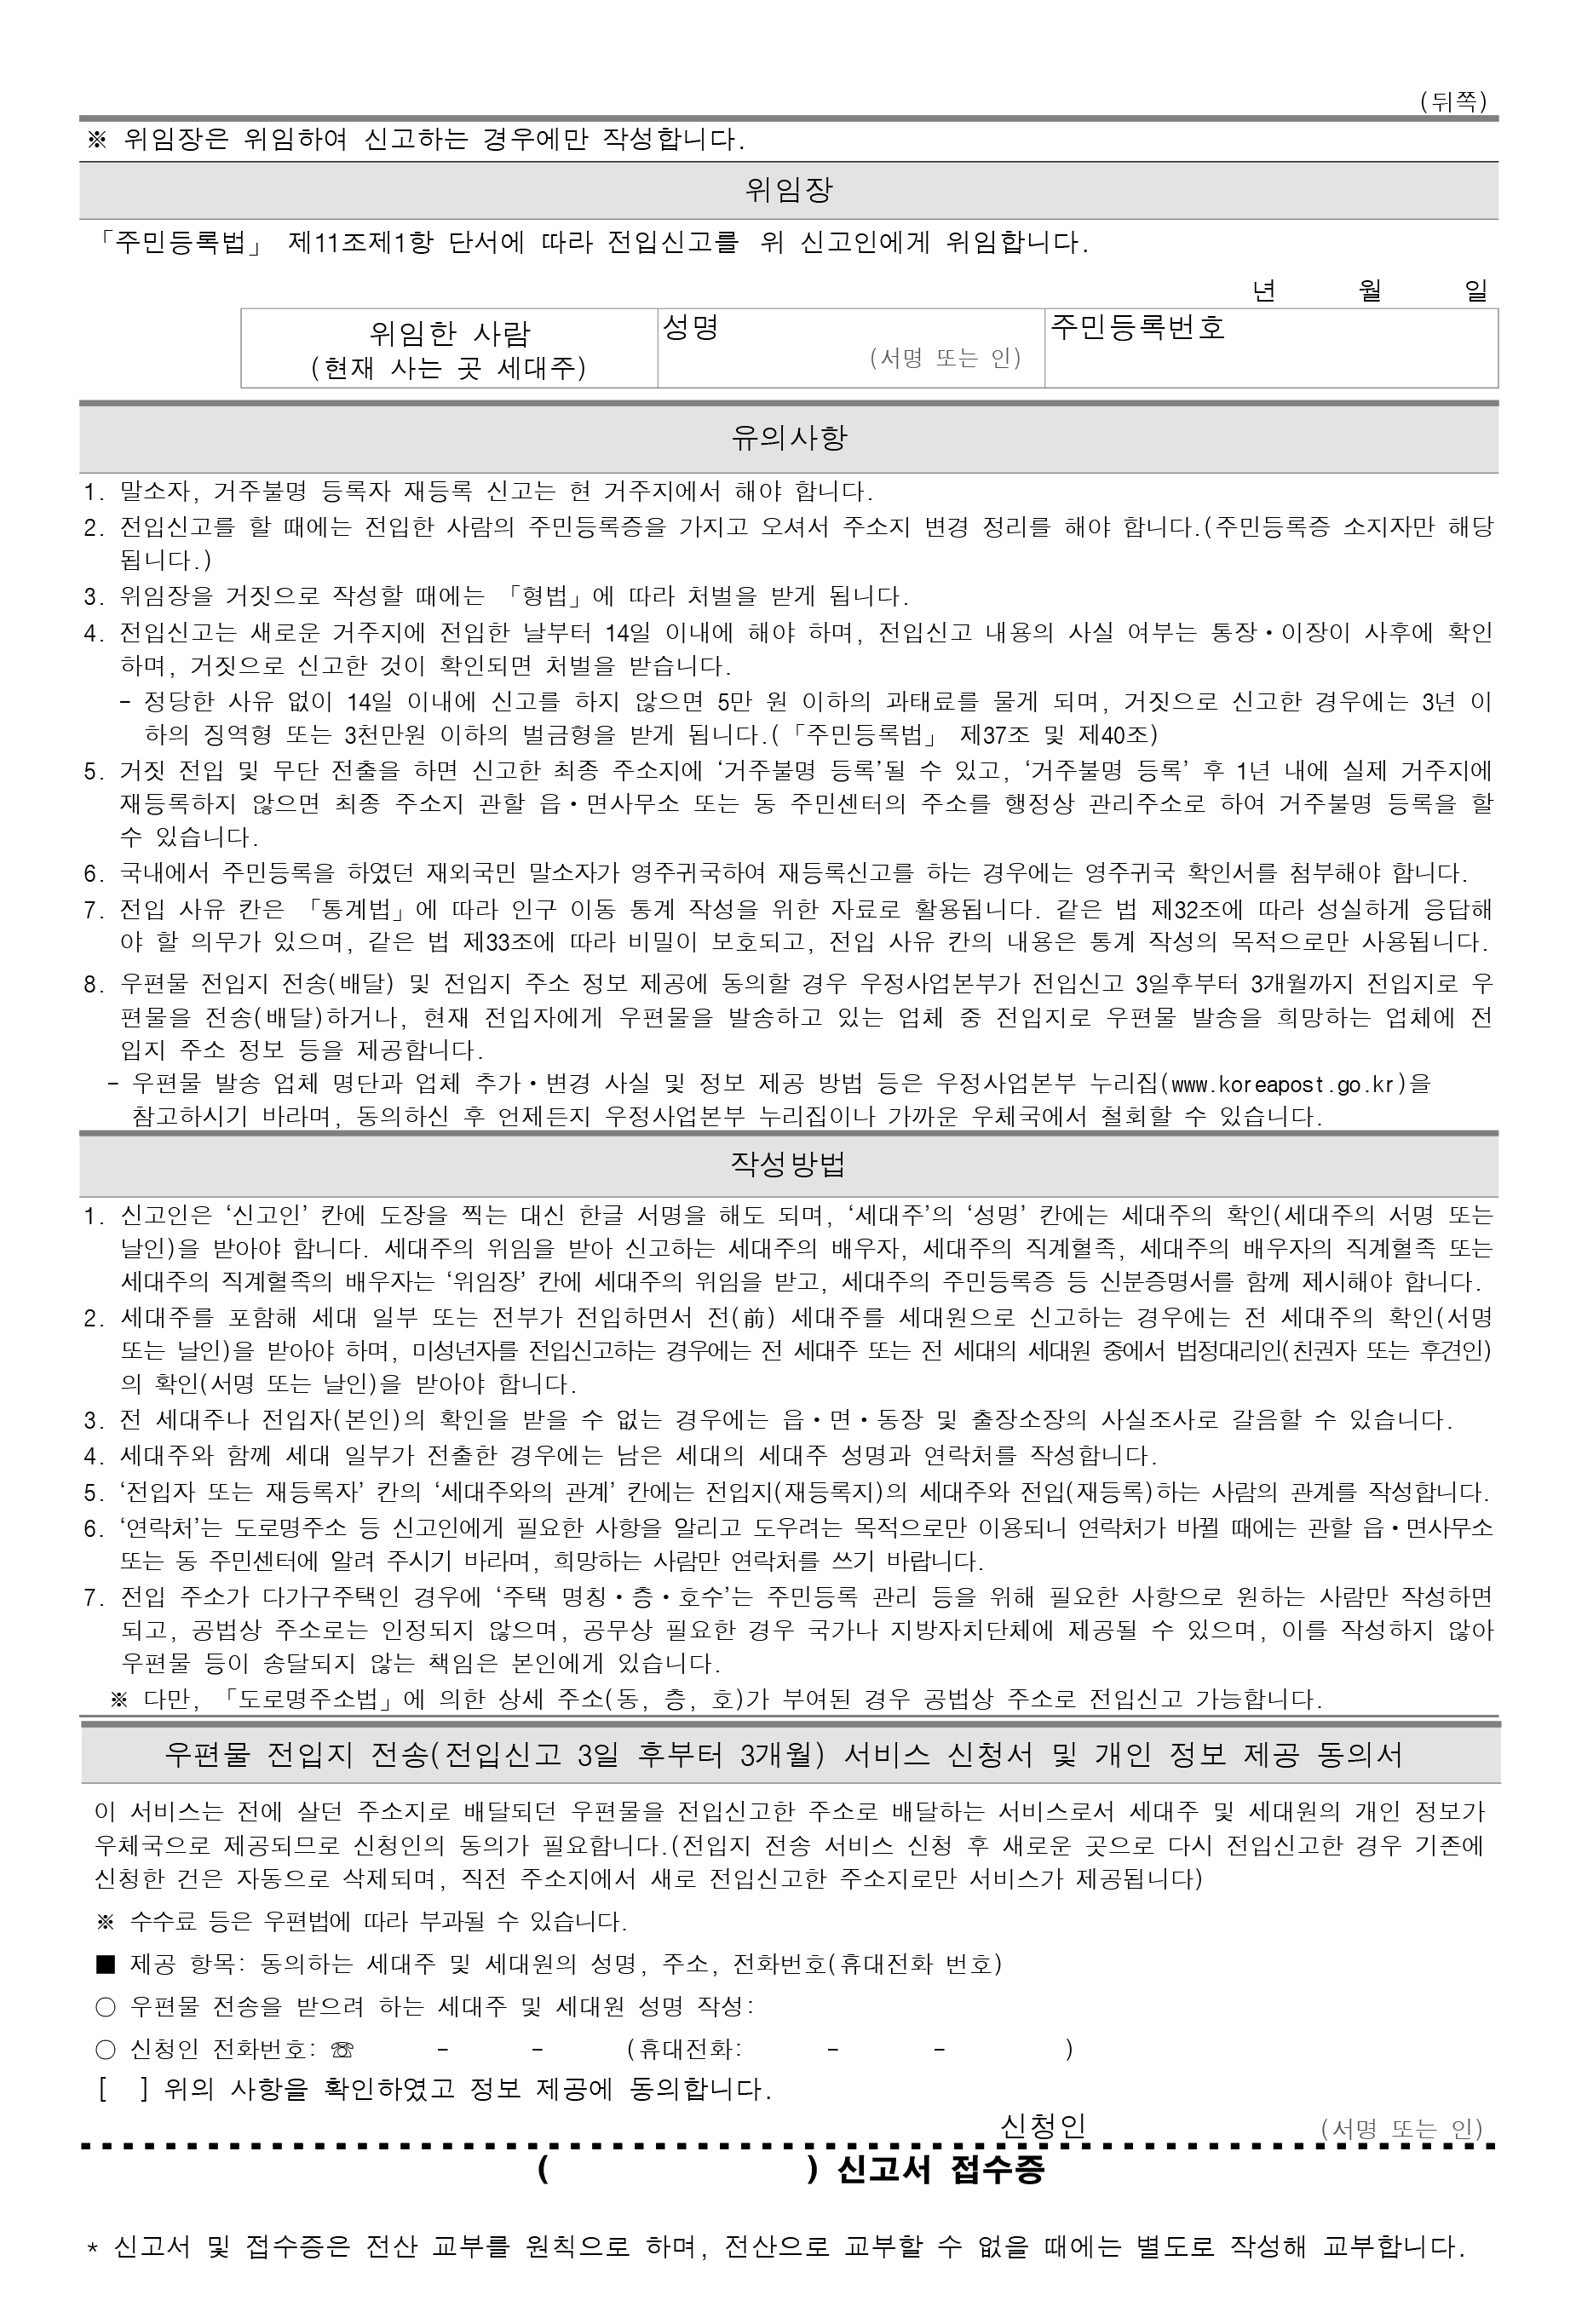 (뒤쪽)
※ 위임장은 위임하여 신고하는 경우에만 작성합니다.
위임장
「주민등록법」 제11조제1항 단서에 따라 전입신고를 위 신고인에게 위임합니다.
년 월 일
위임한 사람
(현재 사는 곳 세대주)
성명
(서명 또는 인)
주민등록번호
유의사항
1. 말소자, 거주불명 등록자 재등록 신고는 현 거주지에서 해야 합니다.
2. 전입신고를 할 때에는 전입한 사람의 주민등록증을 가지고 오셔서 주소지 변경 정리를 해야 합니다.(주민등록증 소지자만 해당
됩니다.)
3. 위임장을 거짓으로 작성할 때에는 「형법」에 따라 처벌을 받게 됩니다.
4. 전입신고는 새로운 거주지에 전입한 날부터 14일 이내에 해야 하며, 전입신고 내용의 사실 여부는 통장·이장이 사후에 확인
하며, 거짓으로 신고한 것이 확인되면 처벌을 받습니다.
- 정당한 사유 없이 14일 이내에 신고를 하지 않으면 5만 원 이하의 과태료를 물게 되며, 거짓으로 신고한 경우에는 3년 이
하의 징역형 또는 3천만원 이하의 벌금형을 받게 됩니다.(「주민등록법」 제37조 및 제40조)
5. 거짓 전입 및 무단 전출을 하면 신고한 최종 주소지에 ‘거주불명 등록’될 수 있고, ‘거주불명 등록’ 후 1년 내에 실제 거주지에
재등록하지 않으면 최종 주소지 관할 읍·면사무소 또는 동 주민센터의 주소를 행정상 관리주소로 하여 거주불명 등록을 할
수 있습니다.
6. 국내에서 주민등록을 하였던 재외국민 말소자가 영주귀국하여 재등록신고를 하는 경우에는 영주귀국 확인서를 첨부해야 합니다.
7. 전입 사유 칸은 「통계법」에 따라 인구 이동 통계 작성을 위한 자료로 활용됩니다. 같은 법 제32조에 따라 성실하게 응답해
야 할 의무가 있으며, 같은 법 제33조에 따라 비밀이 보호되고, 전입 사유 칸의 내용은 통계 작성의 목적으로만 사용됩니다.
8. 우편물 전입지 전송(배달) 및 전입지 주소 정보 제공에 동의할 경우 우정사업본부가 전입신고 3일후부터 3개월까지 전입지로 우
편물을 전송(배달)하거나, 현재 전입자에게 우편물을 발송하고 있는 업체 중 전입지로 우편물 발송을 희망하는 업체에 전
입지 주소 정보 등을 제공합니다.
- 우편물 발송 업체 명단과 업체 추가·변경 사실 및 정보 제공 방법 등은 우정사업본부 누리집(www.koreapost.go.kr)을
참고하시기 바라며, 동의하신 후 언제든지 우정사업본부 누리집이나 가까운 우체국에서 철회할 수 있습니다.
작성방법
1. 신고인은 ‘신고인’ 칸에 도장을 찍는 대신 한글 서명을 해도 되며, ‘세대주’의 ‘성명’ 칸에는 세대주의 확인(세대주의 서명 또는
날인)을 받아야 합니다. 세대주의 위임을 받아 신고하는 세대주의 배우자, 세대주의 직계혈족, 세대주의 배우자의 직계혈족 또는
세대주의 직계혈족의 배우자는 ‘위임장’ 칸에 세대주의 위임을 받고, 세대주의 주민등록증 등 신분증명서를 함께 제시해야 합니다.
2. 세대주를 포함해 세대 일부 또는 전부가 전입하면서 전(前) 세대주를 세대원으로 신고하는 경우에는 전 세대주의 확인(서명
또는 날인)을 받아야 하며, 미성년자를 전입신고하는 경우에는 전 세대주 또는 전 세대의 세대원 중에서 법정대리인(친권자 또는 후견인)
의 확인(서명 또는 날인)을 받아야 합니다.
3. 전 세대주나 전입자(본인)의 확인을 받을 수 없는 경우에는 읍·면·동장 및 출장소장의 사실조사로 갈음할 수 있습니다.
4. 세대주와 함께 세대 일부가 전출한 경우에는 남은 세대의 세대주 성명과 연락처를 작성합니다.
5. ‘전입자 또는 재등록자’ 칸의 ‘세대주와의 관계’ 칸에는 전입지(재등록지)의 세대주와 전입(재등록)하는 사람의 관계를 작성합니다.
6. ‘연락처’는 도로명주소 등 신고인에게 필요한 사항을 알리고 도우려는 목적으로만 이용되니 연락처가 바뀔 때에는 관할 읍·면사무소
또는 동 주민센터에 알려 주시기 바라며, 희망하는 사람만 연락처를 쓰기 바랍니다.
7. 전입 주소가 다가구주택인 경우에 ‘주택 명칭·층·호수’는 주민등록 관리 등을 위해 필요한 사항으로 원하는 사람만 작성하면
되고, 공법상 주소로는 인정되지 않으며, 공무상 필요한 경우 국가나 지방자치단체에 제공될 수 있으며, 이를 작성하지 않아
우편물 등이 송달되지 않는 책임은 본인에게 있습니다.
※ 다만, 「도로명주소법」에 의한 상세 주소(동, 층, 호)가 부여된 경우 공법상 주소로 전입신고 가능합니다.
우편물 전입지 전송(전입신고 3일 후부터 3개월) 서비스 신청서 및 개인 정보 제공 동의서
이 서비스는 전에 살던 주소지로 배달되던 우편물을 전입신고한 주소로 배달하는 서비스로서 세대주 및 세대원의 개인 정보가
우체국으로 제공되므로 신청인의 동의가 필요합니다.(전입지 전송 서비스 신청 후 새로운 곳으로 다시 전입신고한 경우 기존에
신청한 건은 자동으로 삭제되며, 직전 주소지에서 새로 전입신고한 주소지로만 서비스가 제공됩니다)
※ 수수료 등은 우편법에 따라 부과될 수 있습니다.
■ 제공 항목: 동의하는 세대주 및 세대원의 성명, 주소, 전화번호(휴대전화 번호)
○ 우편물 전송을 받으려 하는 세대주 및 세대원 성명 작성:
○ 신청인 전화번호: ☏ - - (휴대전화: - - )
[ ] 위의 사항을 확인하였고 정보 제공에 동의합니다.
신청인 (서명 또는 인)
( ) 신고서 접수증
* 신고서 및 접수증은 전산 교부를 원칙으로 하며, 전산으로 교부할 수 없을 때에는 별도로 작성해 교부합니다.